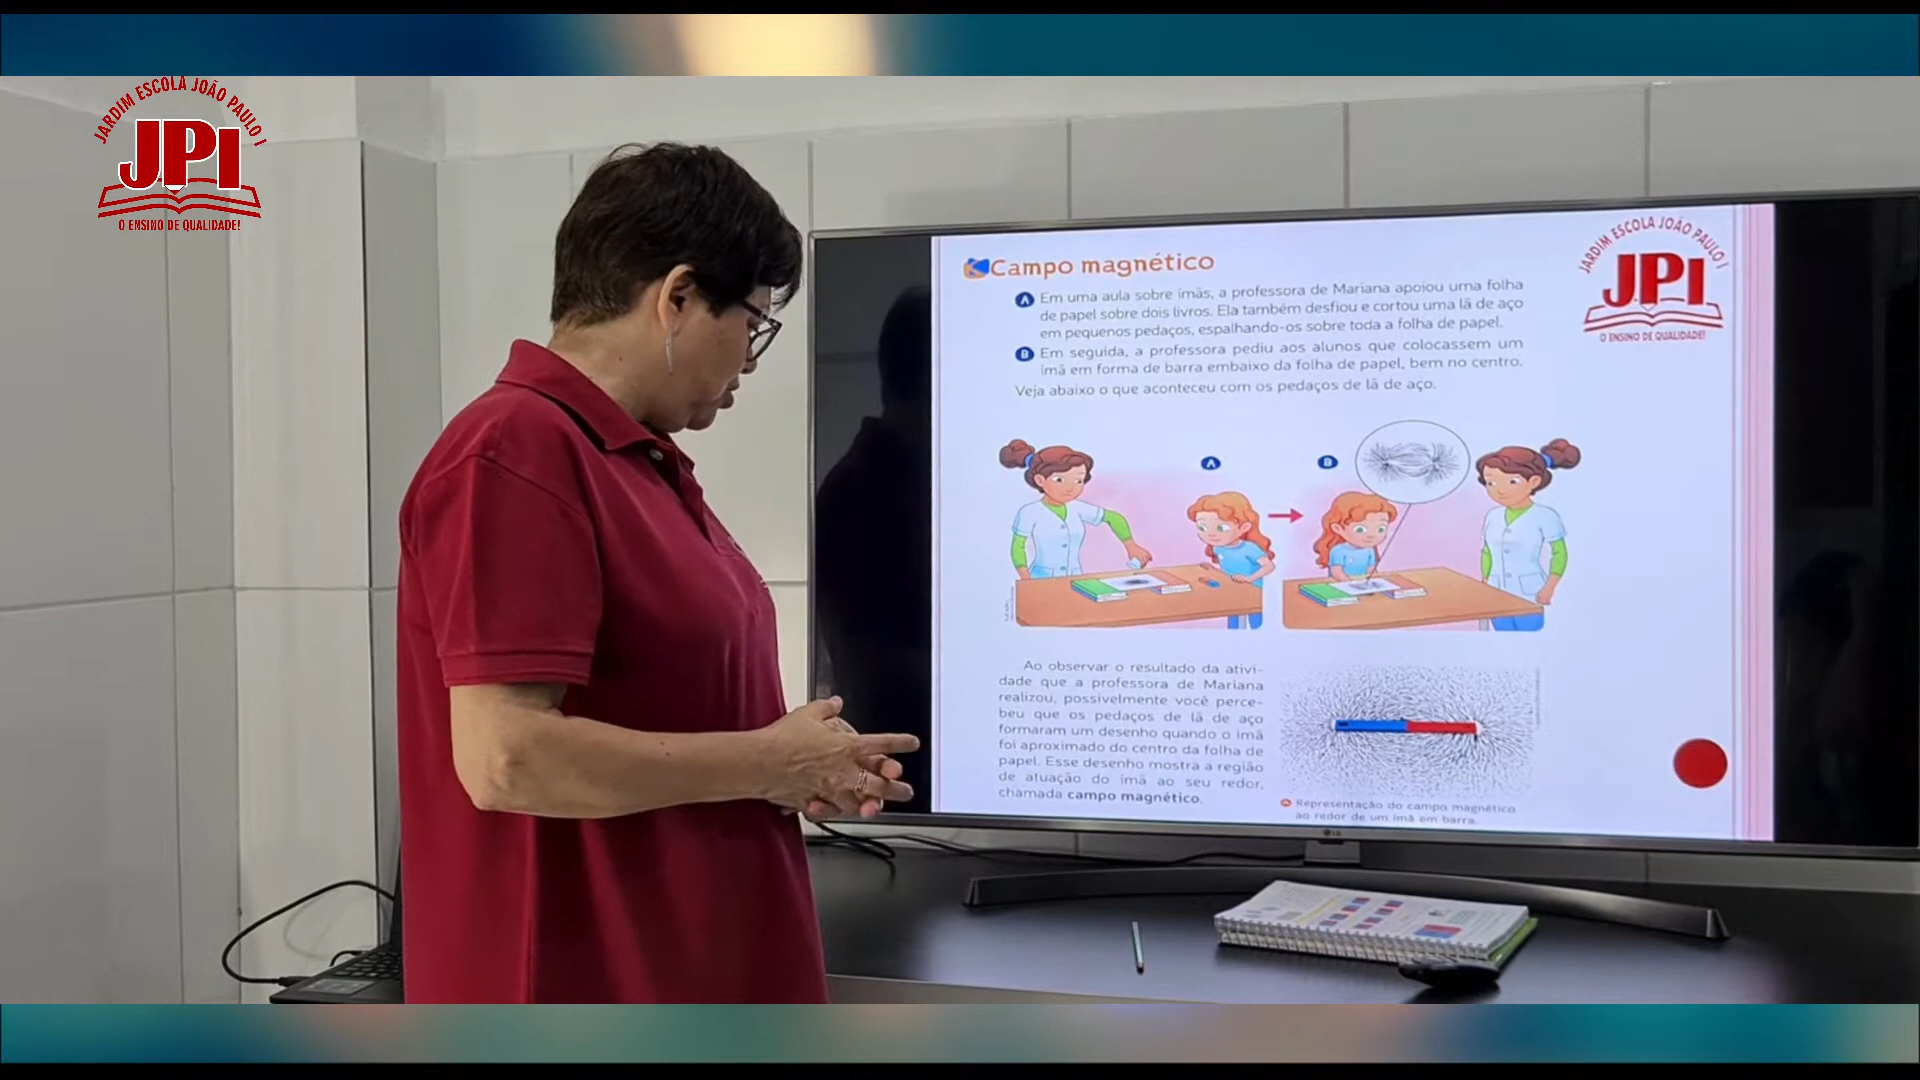 JARDIM ESCOLA JOÃO PAULO I
JPI
O ENSINO DE QUALIDADE!
Campo magnético
A Em uma aula sobre ímãs, a professora de Mariana apoiou uma folha
de papel sobre dois livros. Ela também desfiou e cortou uma lã de aço
em pequenos pedaços, espalhando-os sobre toda a folha de papel.
B Em seguida, a professora pediu aos alunos que colocassem um
ímã em forma de barra embaixo da folha de papel, bem no centro.
Veja abaixo o que aconteceu com os pedaços de lã de aço.
JARDIM ESCOLA JOÃO PAULO I
JPI
O ENSINO DE QUALIDADE!
A
B
Ao observar o resultado da ativi-
dade que a professora de Mariana
realizou, possivelmente você perce-
beu que os pedaços de lã de aço
formaram um desenho quando o ímã
foi aproximado do centro da folha de
papel. Esse desenho mostra a região
de atuação do ímã ao seu redor,
chamada campo magnético.
Representação do campo magnético
ao redor de um ímã em barra.
LG